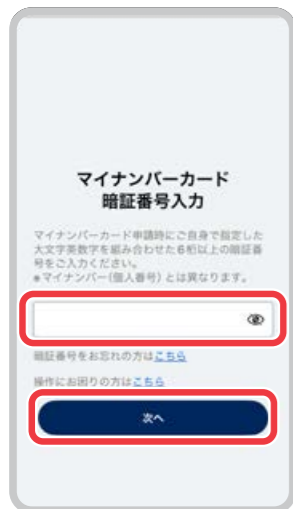 マイナンバーカード
暗証番号入力
マイナンバーカード申請時にご自身で指定した
大文字英数字を組み合わせた6桁以上の暗証番
号をご入力ください。
※マイナンバー(個人番号)とは異なります。
暗証番号をお忘れの方はこちら
操作にお困りの方はこちら
次へ